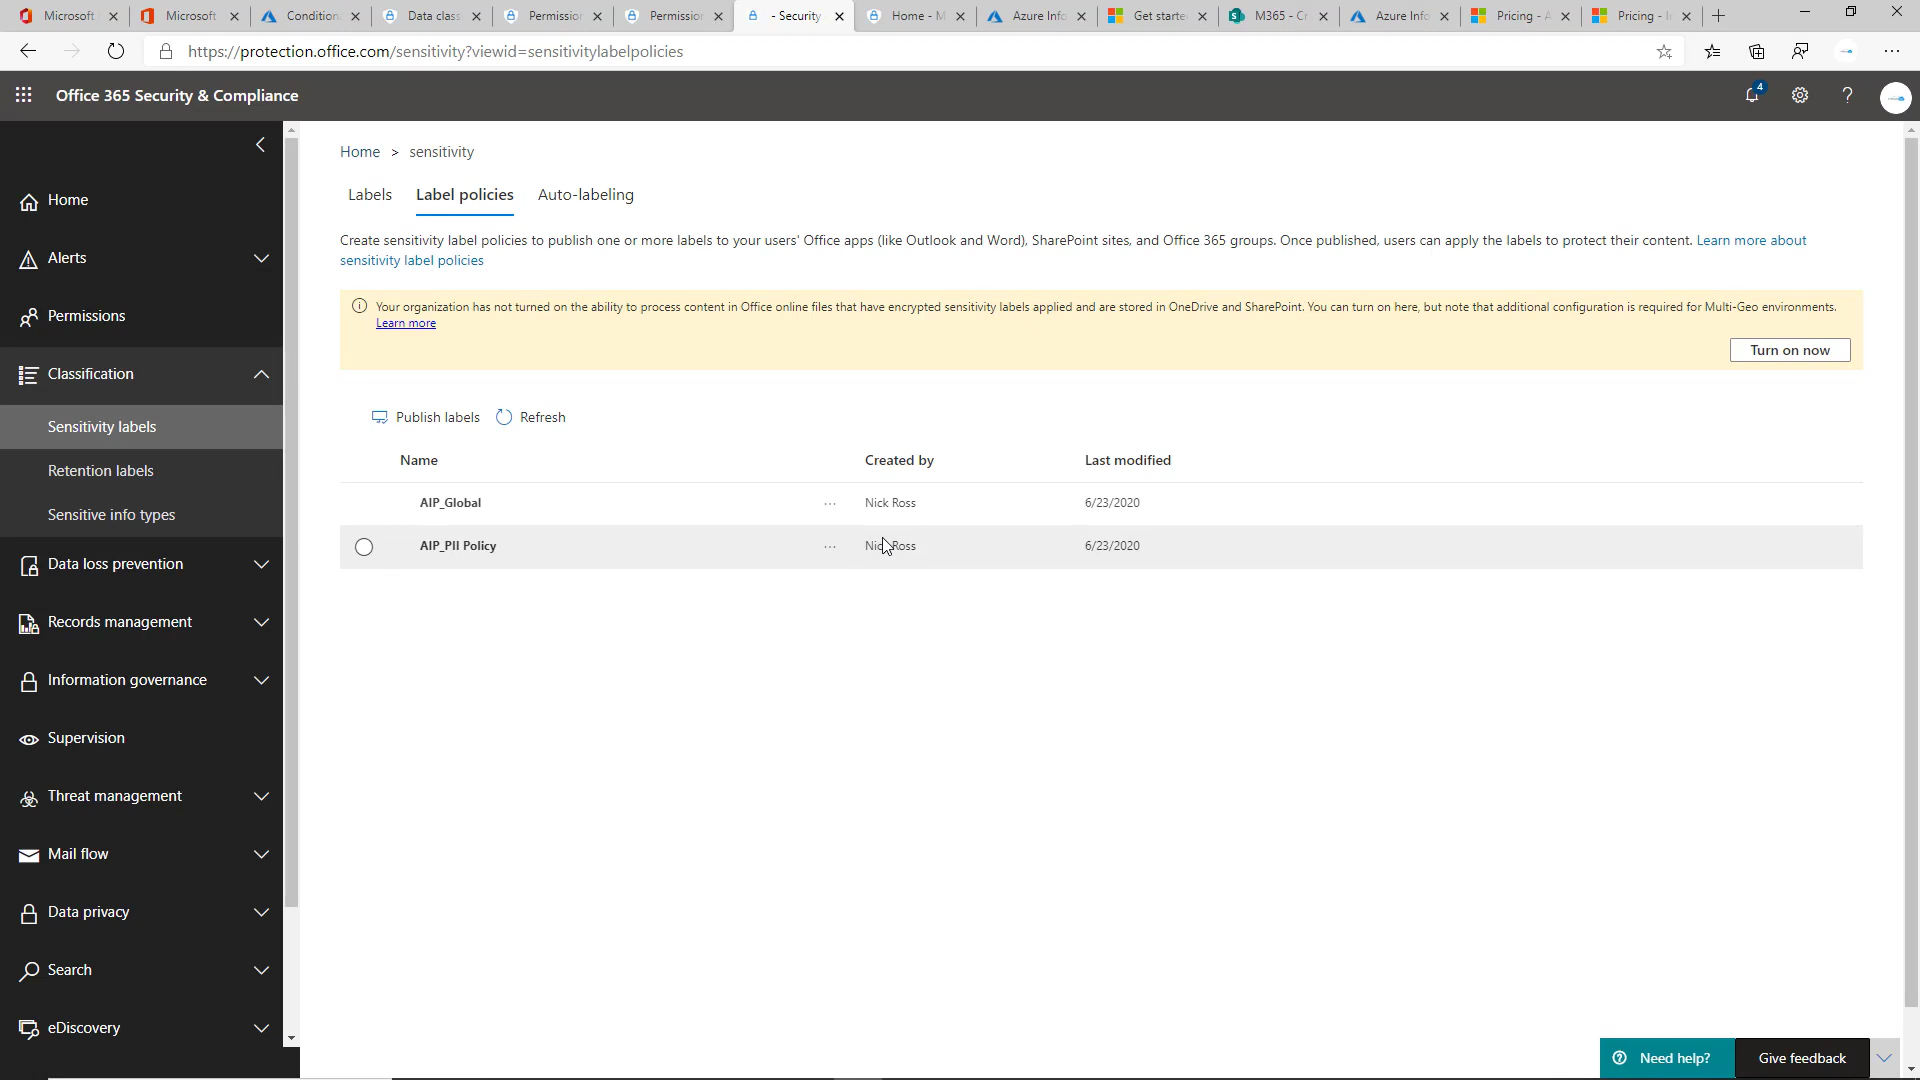 Microsoft
Microsoft
Condition
Data class
Permission
Permission
- Security
Home - M
Azure Info
Get starte
M365 - C
Azure Info
Pricing - A
Pricing - I
https://protection.office.com/sensitivity?viewid=sensitivitylabelpolicies
Office 365 Security & Compliance
4
Home
Alerts
Permissions
Classification
Sensitivity labels
Retention labels
Sensitive info types
Data loss prevention
Records management
Information governance
Supervision
Threat management
Mail flow
Data privacy
Search
eDiscovery
Home > sensitivity
Labels Label policies Auto-labeling
Create sensitivity label policies to publish one or more labels to your users' Office apps (like Outlook and Word), SharePoint sites, and Office 365 groups. Once published, users can apply the labels to protect their content. Learn more about
sensitivity label policies
Your organization has not turned on the ability to process content in Office online files that have encrypted sensitivity labels applied and are stored in OneDrive and SharePoint. You can turn on here, but note that additional configuration is required for Multi-Geo environments.
Learn more
Turn on now
Publish labels Refresh
Name Created by Last modified
AIP_Global ... Nick Ross 6/23/2020
AIP_PII Policy ... Nick Ross 6/23/2020
Need help? Give feedback